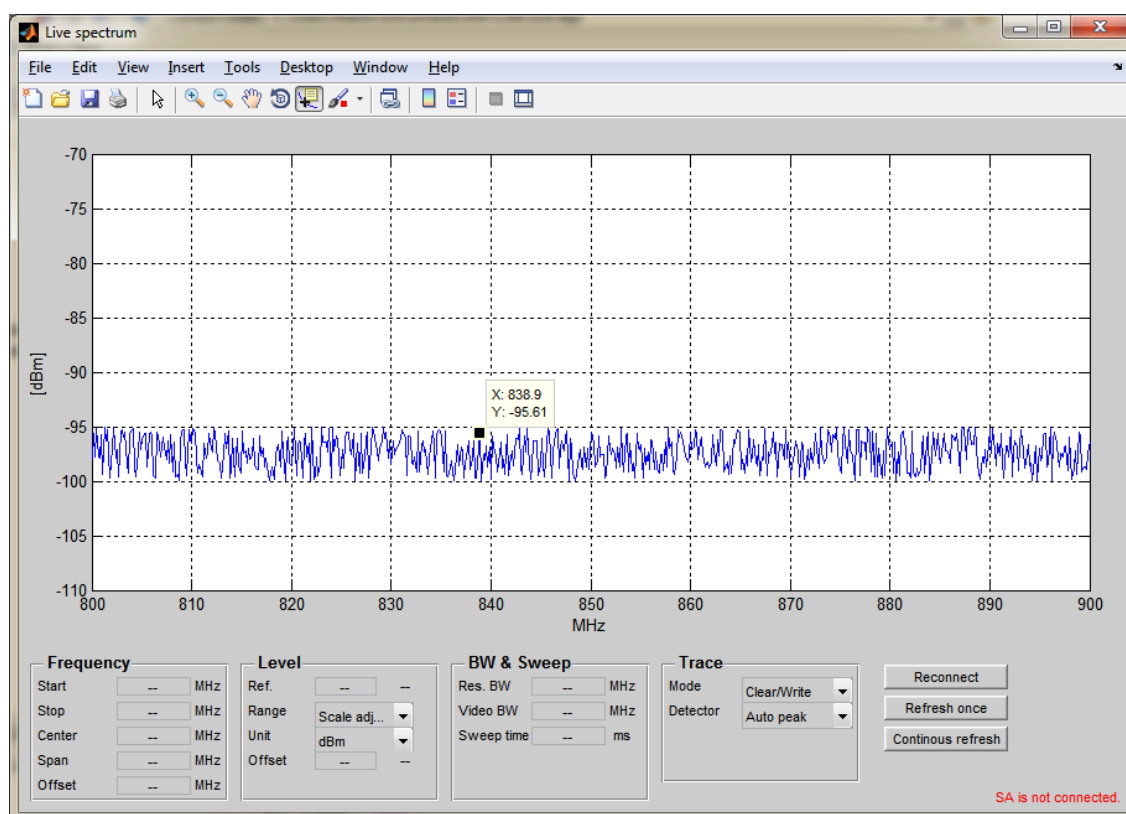 Live spectrum
File Edit View Insert Tools Desktop Window Help
-70
-75
-80
-85
-90
-95
-100
-105
-110
[dBm]
X: 838.9
Y: -95.61
800 810 820 830 840 850 860 870 880 890 900
MHz
Frequency
Start -- MHz
Stop -- MHz
Center -- MHz
Span -- MHz
Offset -- MHz
Level
Ref. -- --
Range Scale adj...
Unit dBm
Offset -- --
BW & Sweep
Res. BW -- MHz
Video BW -- MHz
Sweep time -- ms
Trace
Mode Clear/Write
Detector Auto peak
Reconnect
Refresh once
Continous refresh
SA is not connected.